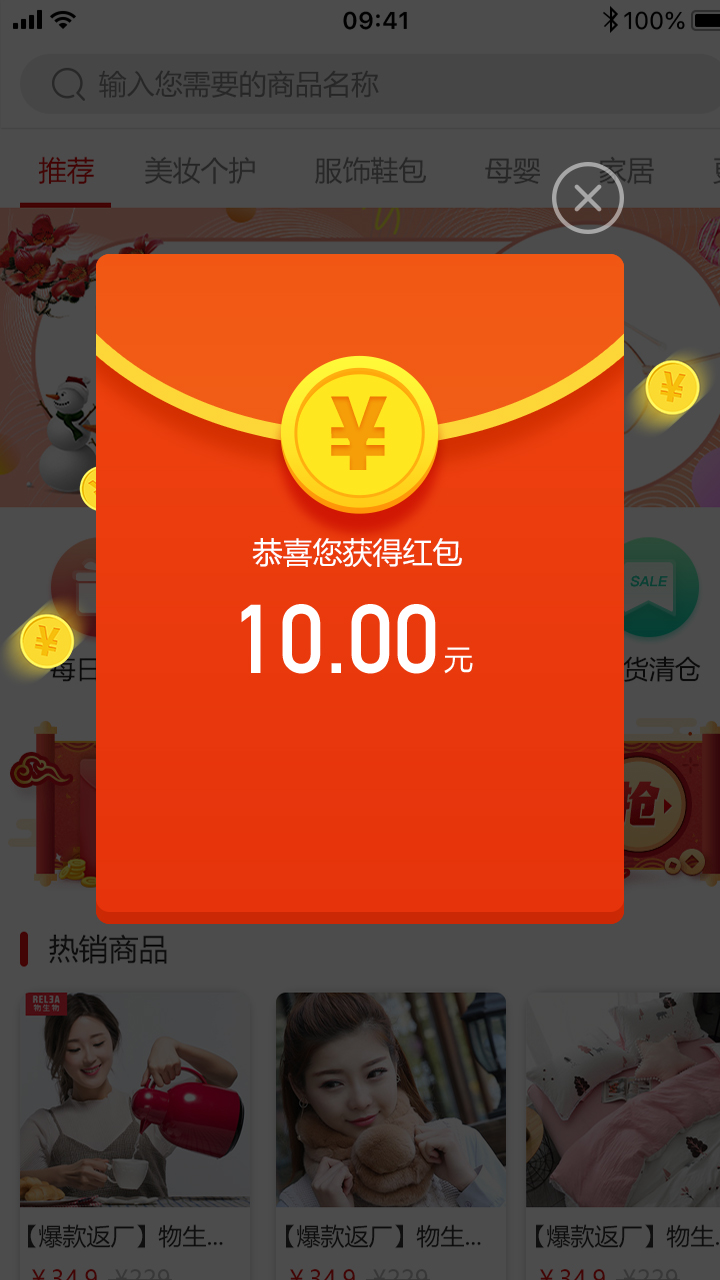 09:41
100%
输入您需要的商品名称
推荐 美妆个护 服饰鞋包 母婴 家居
¥
¥
恭喜您获得红包
10.00元
SALE
¥
每日
货清仓
抢
热销商品
RELEA
物生物
【爆款返厂】物生...
【爆款返厂】物生...
【爆款返厂】物生
¥34.9 ¥229
¥34.9 ¥229
¥34.9 ¥229